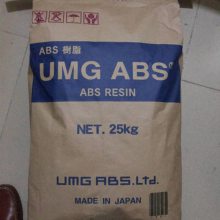 ABS 樹脂
UMG ABS®
ABS RESIN
NET. 25kg
UMG ABS.Ltd.
MADE IN JAPAN